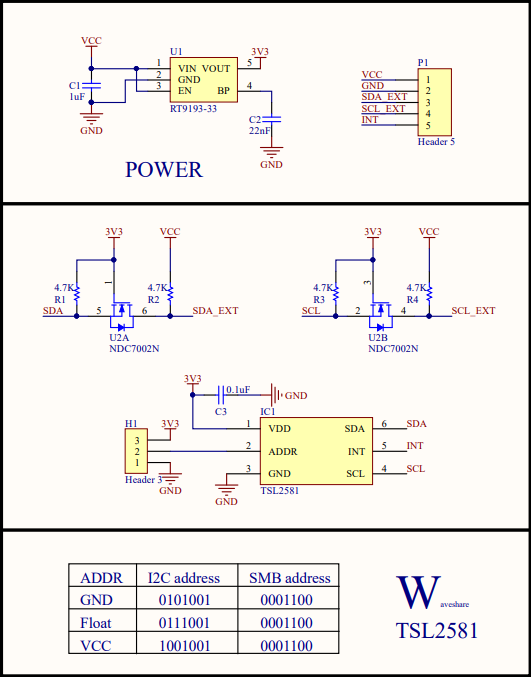 VCC
C1
1uF
GND
U1
1 VIN VOUT 5
2 GND
3 EN BP 4
RT9193-33
3V3
C2
22nF
GND
POWER
P1
VCC 1
GND 2
SDA_EXT 3
SCL_EXT 4
INT 5
Header 5
3V3 VCC
4.7K
R1
1
4.7K
R2
SDA 5 6 SDA_EXT
U2A
NDC7002N
3V3 VCC
4.7K
R3
3
4.7K
R4
SCL 2 4 SCL_EXT
U2B
NDC7002N
3V3
0.1uF
C3
GND
H1
3 3V3
2
1
Header 3
GND
IC1
1 VDD SDA 6 SDA
2 ADDR INT 5 INT
3 GND SCL 4 SCL
GND
TSL2581
ADDR I2C address SMB address
GND 0101001 0001100
Float 0111001 0001100
VCC 1001001 0001100
Waveshare
TSL2581